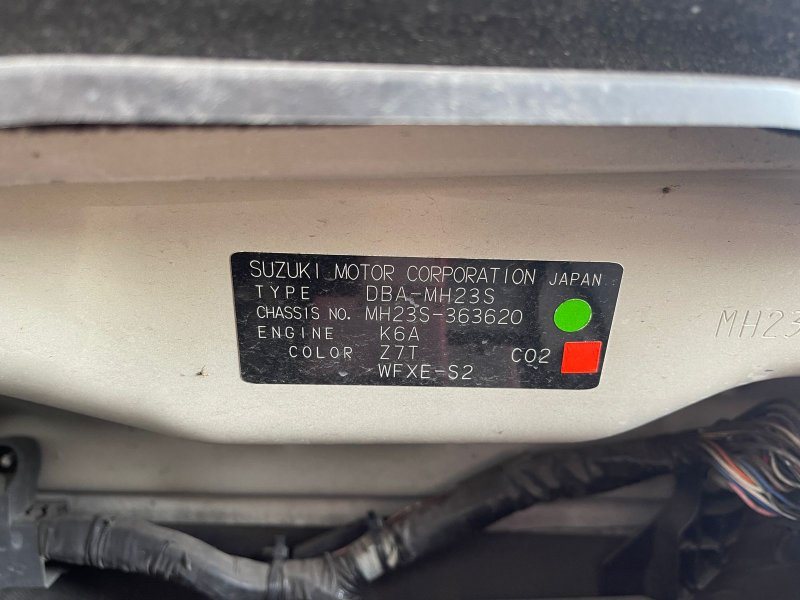 SUZUKI MOTOR CORPORATION JAPAN
TYPE DBA-MH23S
CHASSIS NO. MH23S-363620
ENGINE K6A
COLOR Z7T CO2
WFXE-S2
MH23